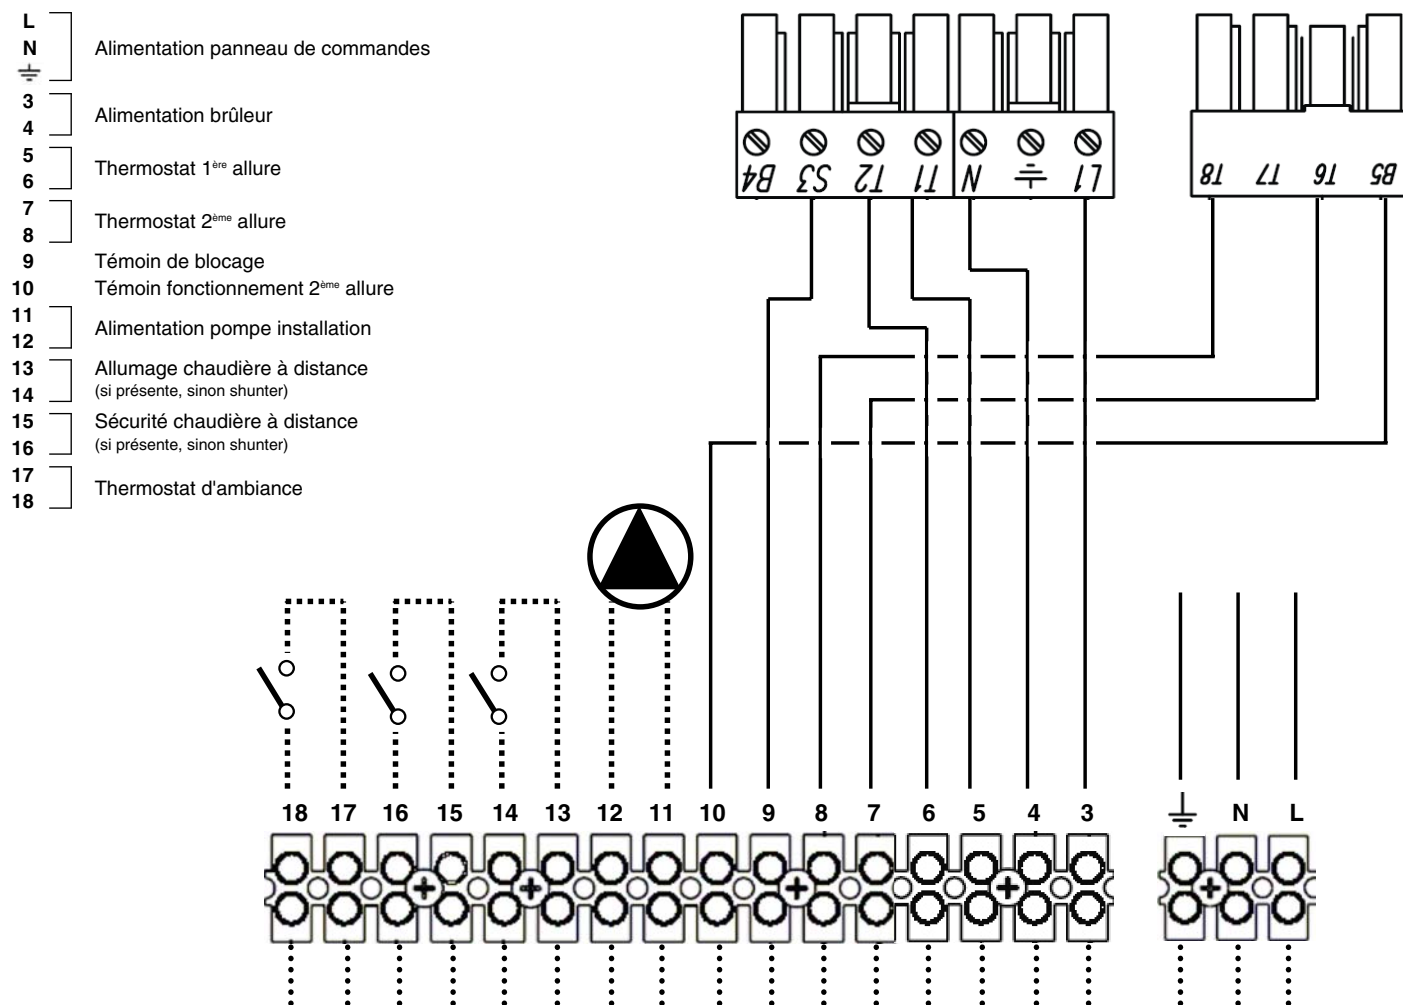 L
N
Alimentation panneau de commandes
3
4
Alimentation brûleur
5
6
Thermostat 1ère allure
7
8
Thermostat 2ème allure
9 Témoin de blocage
10 Témoin fonctionnement 2ème allure
11
12
Alimentation pompe installation
13
14
Allumage chaudière à distance
(si présente, sinon shunter)
15
16
Sécurité chaudière à distance
(si présente, sinon shunter)
17
18
Thermostat d'ambiance
B4 S3 T2 T1 N L1
T8 T7 T6 B5
18 17 16 15 14 13 12 11 10 9 8 7 6 5 4 3 N L